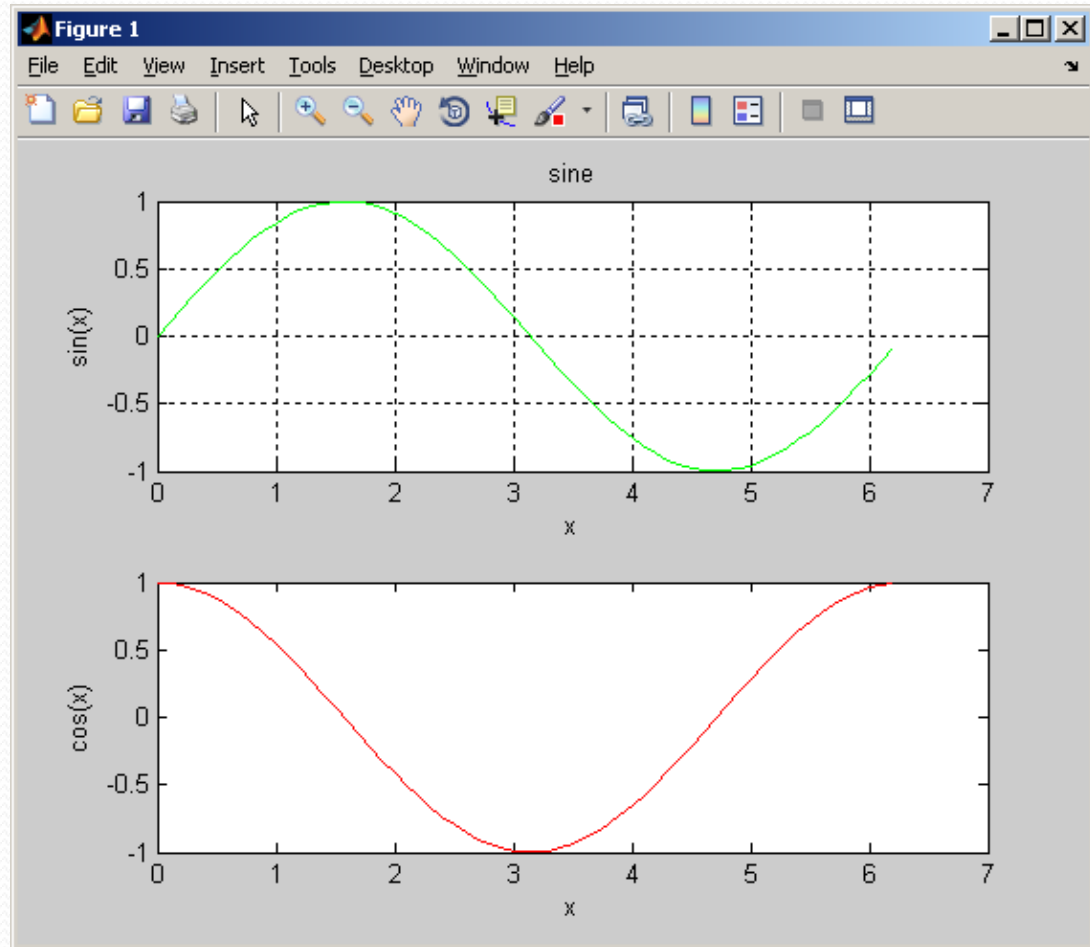 Figure 1
File Edit View Insert Tools Desktop Window Help
sine
1
0.5
0
-0.5
-1
sin(x)
0 1 2 3 4 5 6 7
x
1
0.5
0
-0.5
-1
cos(x)
0 1 2 3 4 5 6 7
x